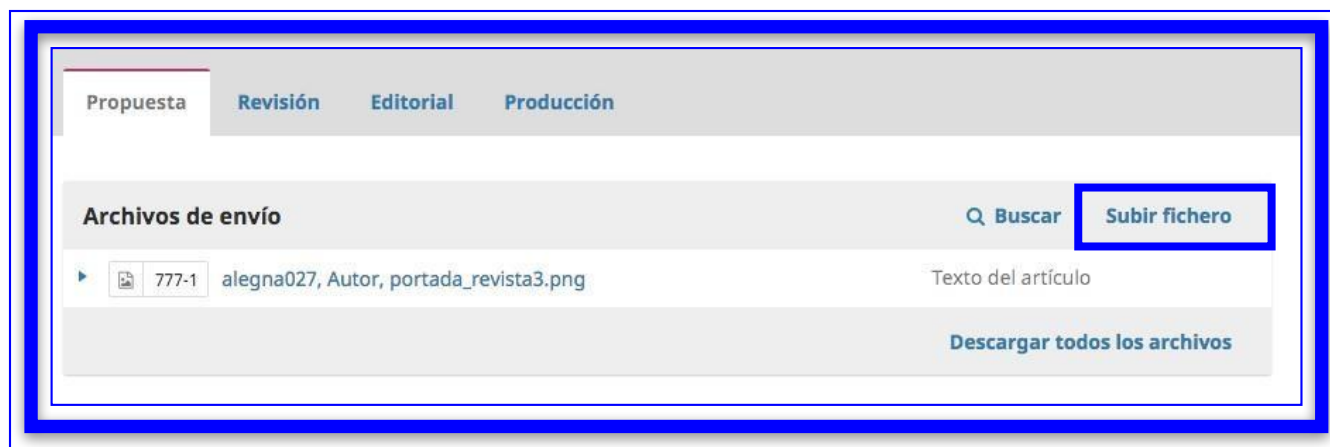 Propuesta Revisión Editorial Producción
Archivos de envío Buscar Subir fichero
777-1 alegna027, Autor, portada_revista3.png Texto del artículo
Descargar todos los archivos